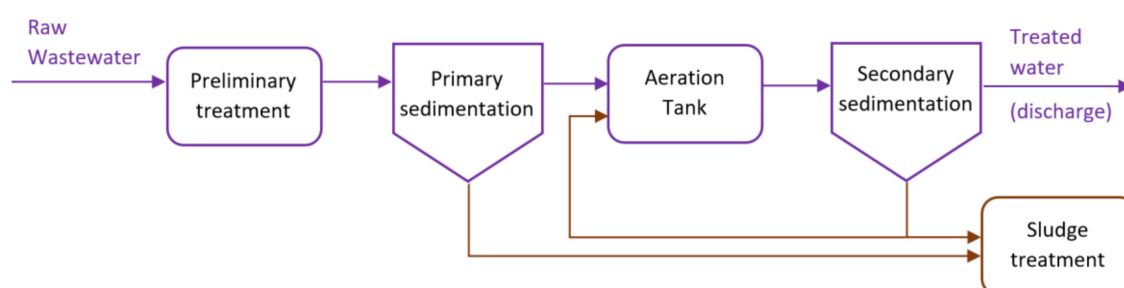 Raw
Wastewater
Preliminary
treatment
Primary
sedimentation
Aeration
Tank
Secondary
sedimentation
Treated
water
(discharge)
Sludge
treatment